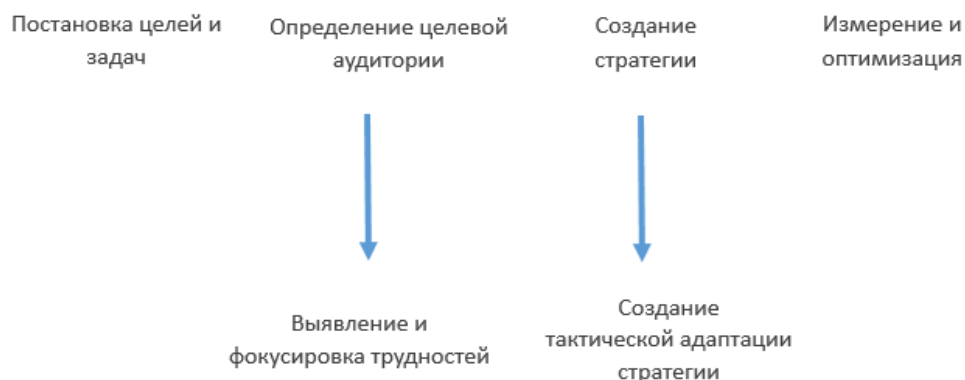 Постановка целей и
задач
Определение целевой
аудитории
Создание
стратегии
Измерение и
оптимизация
Выявление и
фокусировка трудностей
Создание
тактической адаптации
стратегии